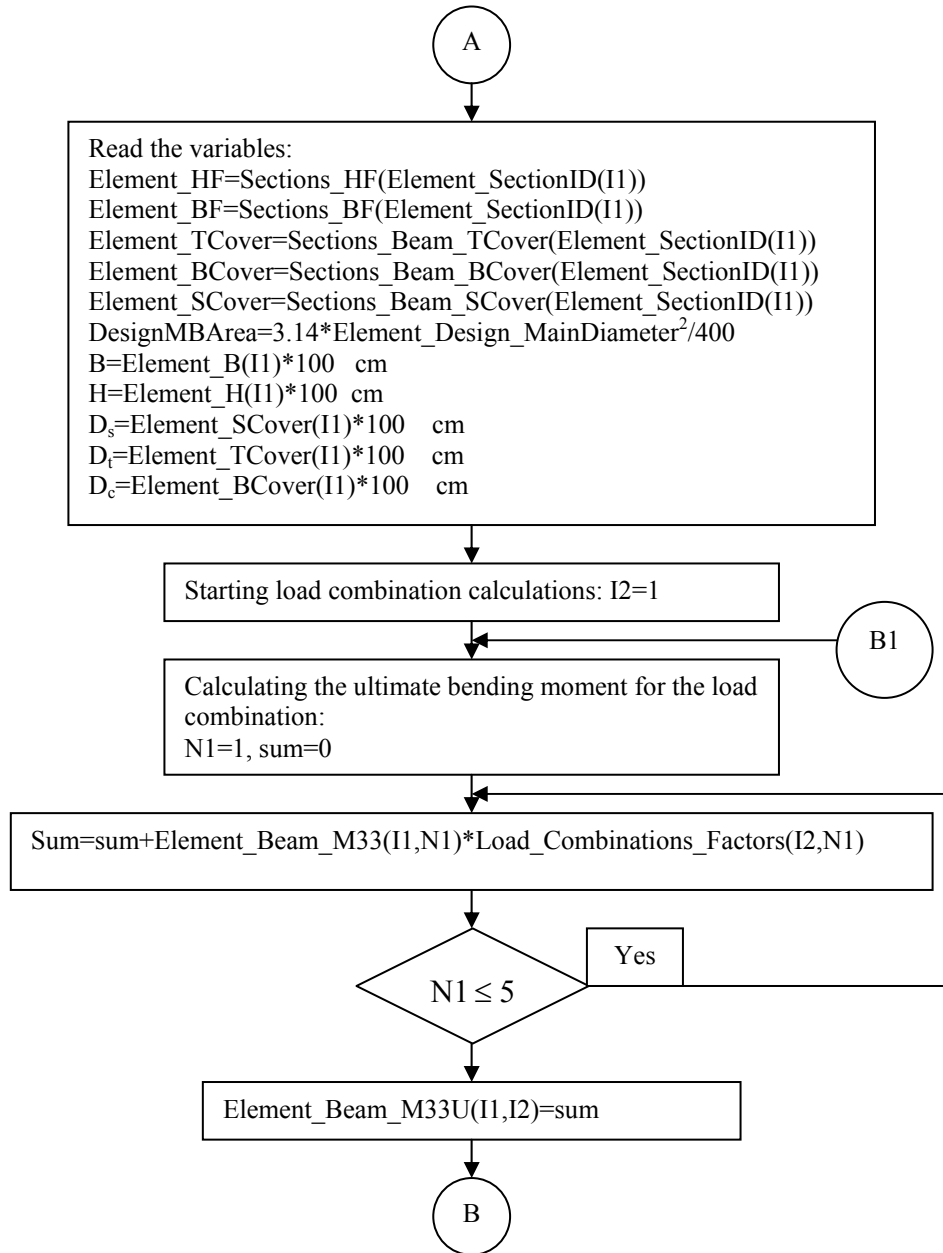 A
Read the variables:
Element_HF=Sections_HF(Element_SectionID(I1))
Element_BF=Sections_BF(Element_SectionID(I1))
Element_TCover=Sections_Beam_TCover(Element_SectionID(I1))
Element_BCover=Sections_Beam_BCover(Element_SectionID(I1))
Element_SCover=Sections_Beam_SCover(Element_SectionID(I1))
DesignMBArea=3.14*Element_Design_MainDiameter²/400
B=Element_B(I1)*100 cm
H=Element_H(I1)*100 cm
Dₛ=Element_SCover(I1)*100 cm
Dₜ=Element_TCover(I1)*100 cm
D_c=Element_BCover(I1)*100 cm
Starting load combination calculations: I2=1
B1
Calculating the ultimate bending moment for the load
combination:
N1=1, sum=0
Sum=sum+Element_Beam_M33(I1,N1)*Load_Combinations_Factors(I2,N1)
Yes
N1 ≤ 5
Element_Beam_M33U(I1,I2)=sum
B